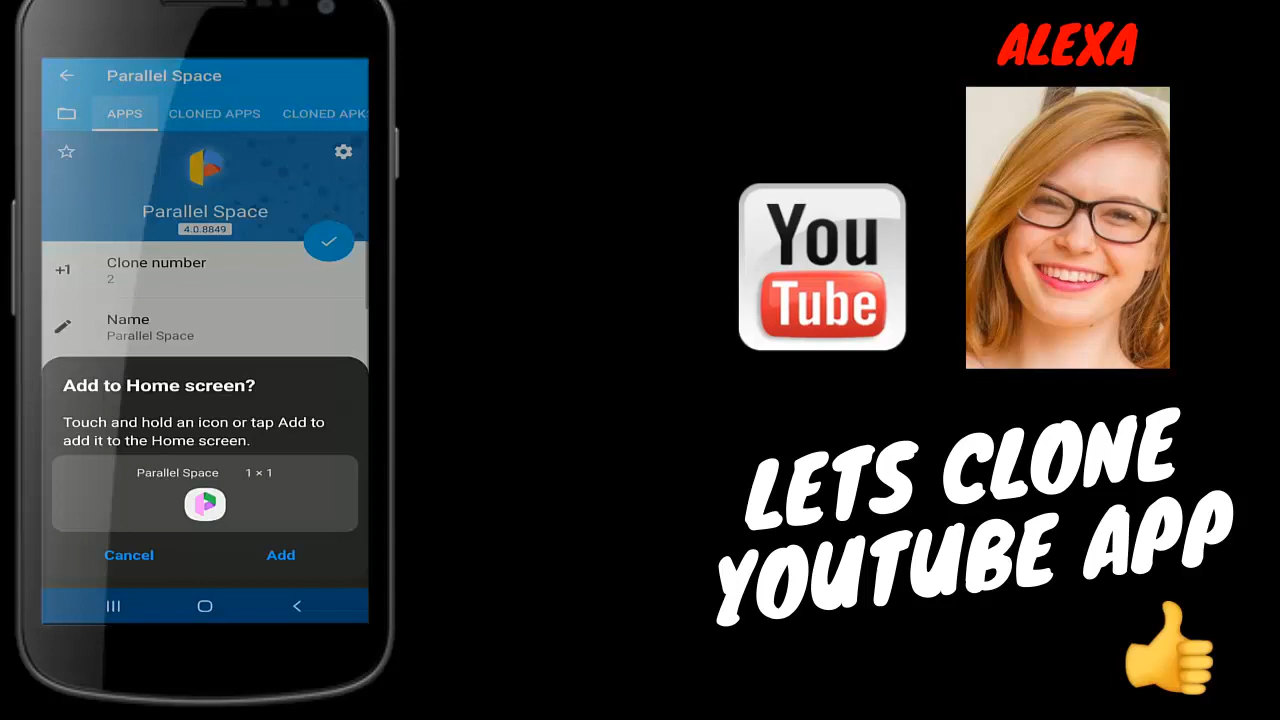 Parallel Space
APPS CLONED APPS CLONED APK
Parallel Space
4.0.8849
+1 Clone number
2
Name
Parallel Space
Add to Home screen?
Touch and hold an icon or tap Add to
add it to the Home screen.
Parallel Space 1 × 1
Cancel Add
ALEXA
You
Tube
LETS CLONE
YOUTUBE APP